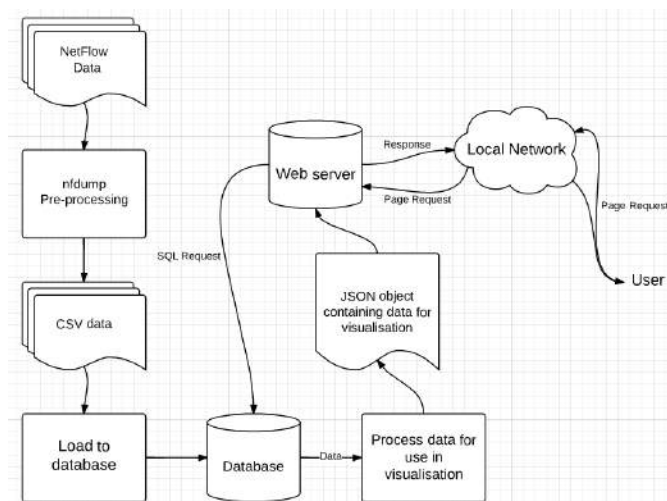 NetFlow
Data
nfdump
Pre-processing
CSV data
Load to
database
Database
Data
Process data for
use in
visualisation
JSON object
containing data for
visualisation
Web server
SQL Request
Response
Page Request
Local Network
Page Request
User